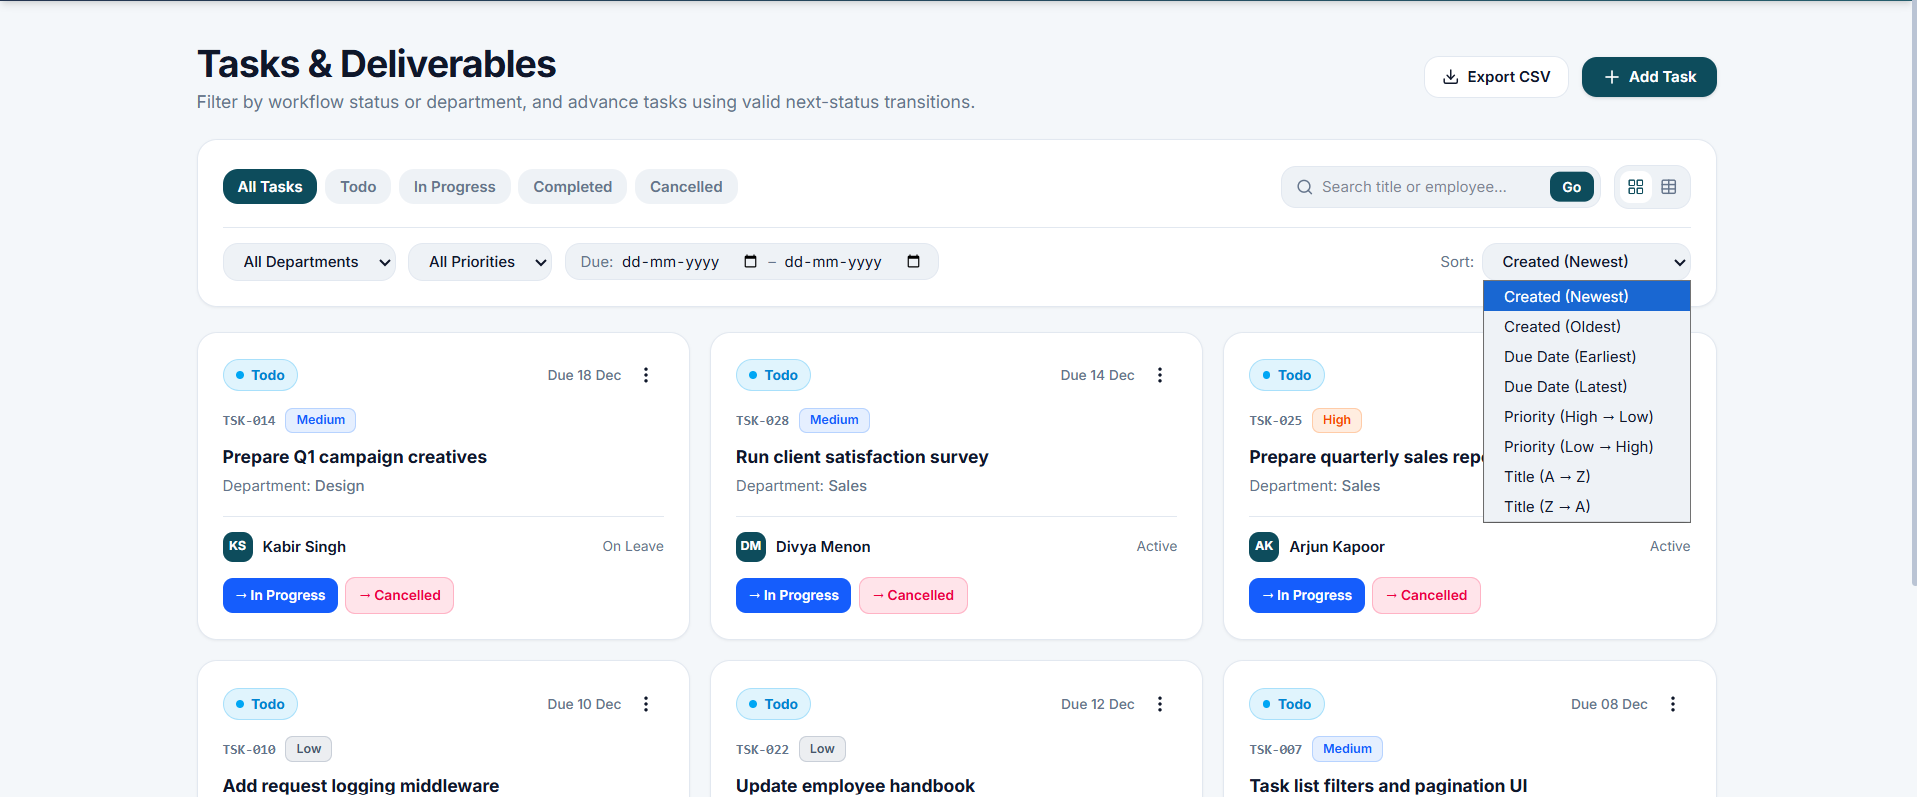 Tasks & Deliverables
Filter by workflow status or department, and advance tasks using valid next-status transitions.
Export CSV
+ Add Task
All Tasks
Todo
In Progress
Completed
Cancelled
Search title or employee...
Go
All Departments
All Priorities
Due: dd-mm-yyyy – dd-mm-yyyy
Sort: Created (Newest)
Created (Newest)
Created (Oldest)
Due Date (Earliest)
Due Date (Latest)
Priority (High → Low)
Priority (Low → High)
Title (A → Z)
Title (Z → A)
Todo
Due 18 Dec
TSK-014 Medium
Prepare Q1 campaign creatives
Department: Design
KS Kabir Singh
On Leave
→ In Progress
→ Cancelled
Todo
Due 14 Dec
TSK-028 Medium
Run client satisfaction survey
Department: Sales
DM Divya Menon
Active
→ In Progress
→ Cancelled
Todo
TSK-025 High
Prepare quarterly sales
Department: Sales
AK Arjun Kapoor
Active
→ In Progress
→ Cancelled
Todo
Due 10 Dec
TSK-010 Low
Add request logging middleware
Todo
Due 12 Dec
TSK-022 Low
Update employee handbook
Todo
Due 08 Dec
TSK-007 Medium
Task list filters and pagination UI